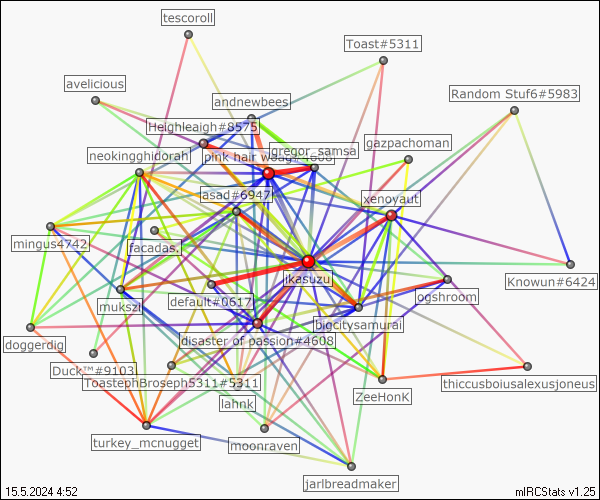 tescoroll
Toast#5311
avelicious
Random Stuf6#5983
andnewbees
Heighleaigh#8575
gazpachoman
gregor_samsa
neokingghidorah
pink hair weag#4688
asad#6947
xenoyaut
mingus4742
facadas.
jkasuzu
Knowun#6424
mukszi
default#0617
ogshroom
bigcitysamurai
doggerdig
disaster of passion#4608
Duck™#9103
ToastephBroseph5311#5311
thiccusboiusalexusjoneus
lahnk
ZeeHonK
turkey_mcnugget
moonraven
jarlbreadmaker
15.5.2024 4:52
mIRCStats v1.25